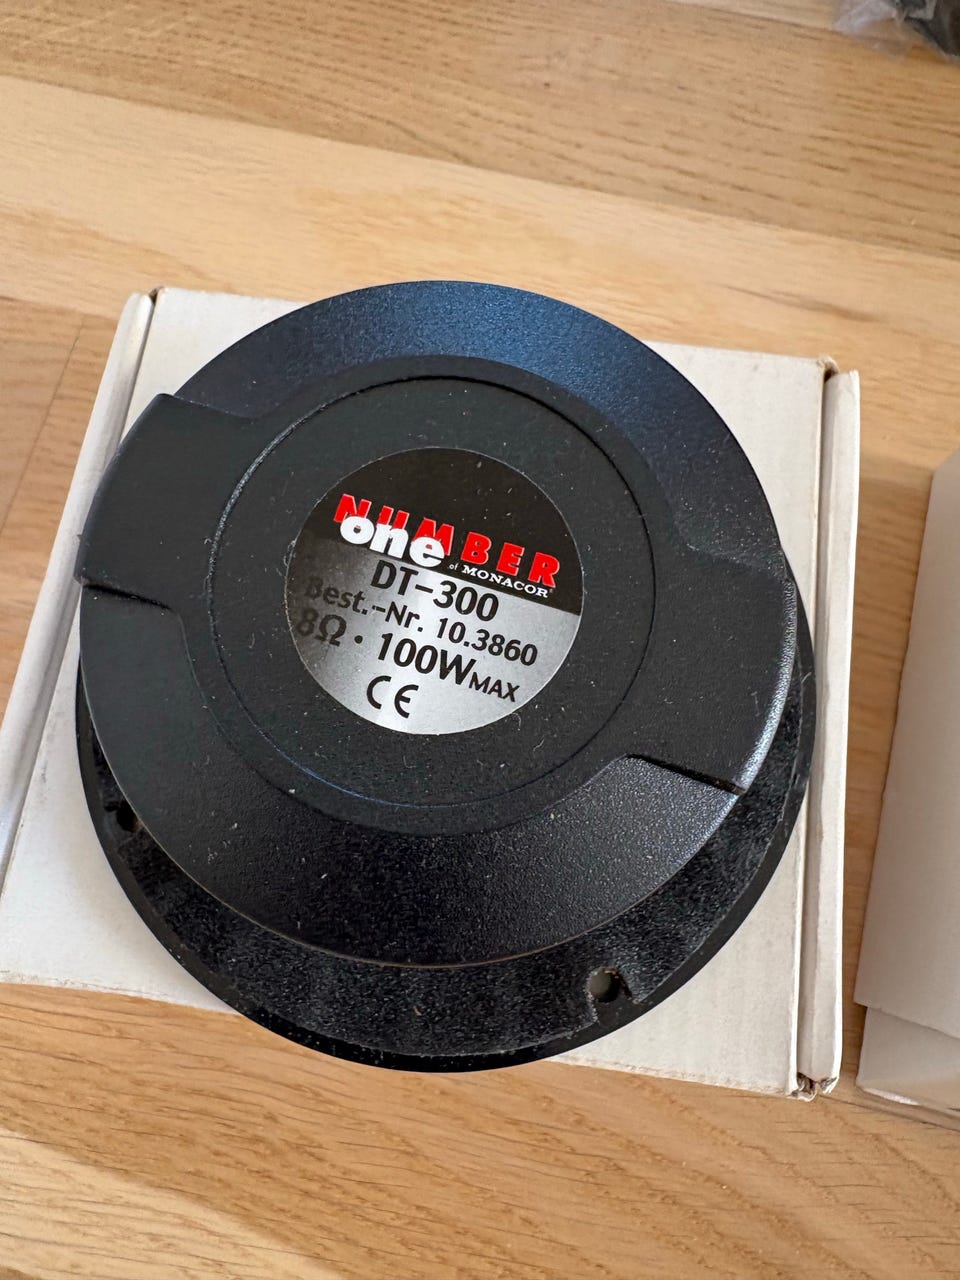 NUMBER
one
of MONACOR®
DT-300
Best.-Nr. 10.3860
8Ω · 100WMAX
CE